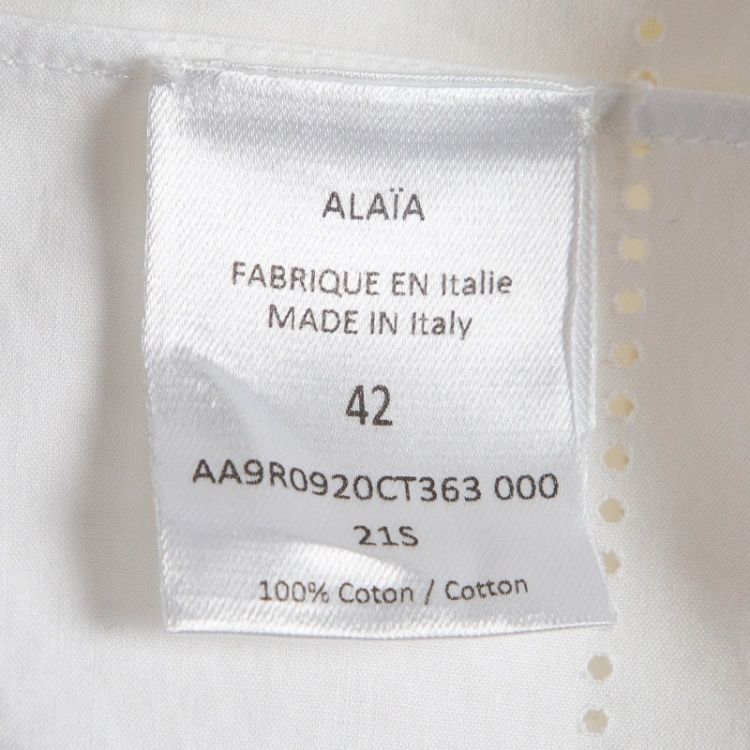 ALAÏA
FABRIQUE EN Italie
MADE IN Italy
42
AA9R0920CT363 000
21S
100% Coton / Cotton